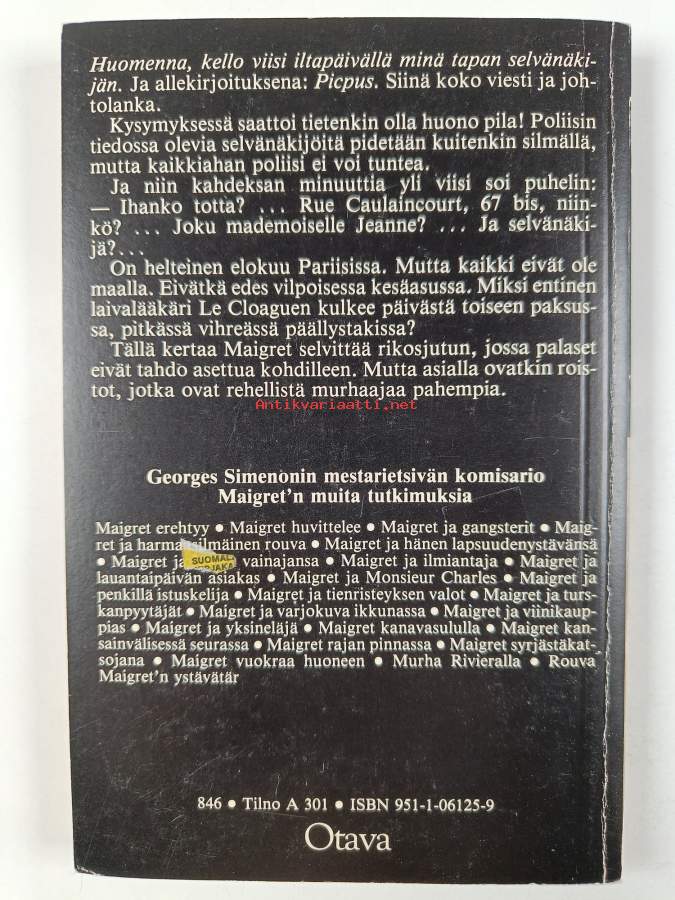 Huomenna, kello viisi iltapäivällä minä tapan selvänäki-
jän. Ja allekirjoituksena: Picpus. Siinä koko viesti ja joh-
tolanka.
Kysymyksessä saattoi tietenkin olla huono pila! Poliisin
tiedossa olevia selvänäkijöitä pidetään kuitenkin silmällä,
mutta kaikkiahan poliisi ei voi tuntea.
Ja niin kahdeksan minuuttia yli viisi soi puhelin:
— Ihanko totta? ... Rue Caulaincourt, 67 bis, niin-
kö? ... Joku mademoiselle Jeanne? ... Ja selvänäki-
jä?...
On helteinen elokuu Pariisissa. Mutta kaikki eivät ole
maalla. Eivätkä edes vilpoisessa kesäasussa. Miksi entinen
laivalääkäri Le Cloaguen kulkee päivästä toiseen paksus-
sa, pitkässä vihreässä päällystakissa?
Tällä kertaa Maigret selvittää rikosjutun, jossa palaset
eivät tahdo asettua kohdilleen. Mutta asialla ovatkin rois-
tot, jotka ovat rehellistä murhaajaa pahempia.
Antikvariaatti.net
Georges Simenonin mestarietsivän komisario
Maigret'n muita tutkimuksia
Maigret erehtyy • Maigret huvittelee • Maigret ja gangsterit • Maig-
ret ja harmaasilmäinen rouva • Maigret ja hänen lapsuudenystävänsä
• Maigret ja SUOMAL vainajansa • Maigret ja ilmiantaja • Maigret ja
lauantaipäivän asiakas • Maigret ja Monsieur Charles • Maigret ja
penkillä istuskelija • Maigret ja tienristeyksen valot • Maigret ja turs-
kanpyytäjät • Maigret ja varjokuva ikkunassa • Maigret ja viinikaup-
pias • Maigret ja yksineläjä • Maigret kanavasululla • Maigret kan-
sainvälisessä seurassa • Maigret rajan pinnassa • Maigret syrjästäkat-
sojana • Maigret vuokraa huoneen • Murha Rivieralla • Rouva
Maigret'n ystävätär
846 • Tilno A 301 • ISBN 951-1-06125-9
Otava